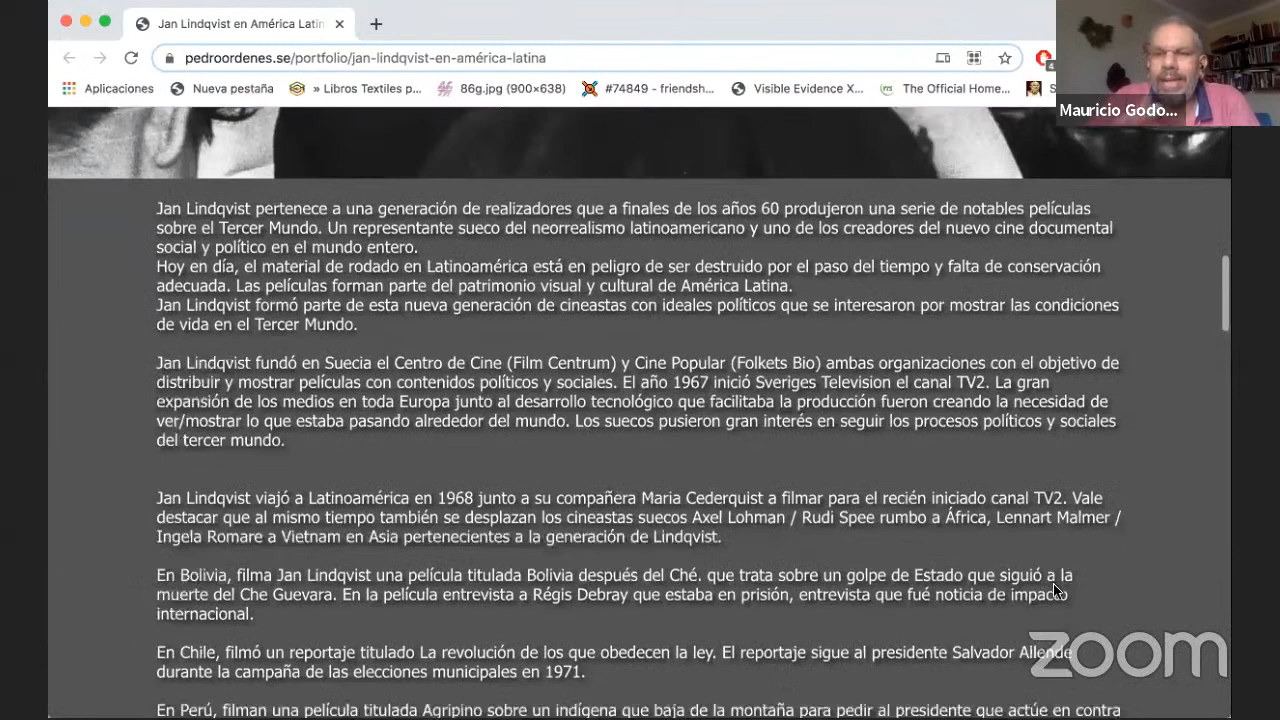 Jan Lindqvist en América Latin
pedroordenes.se/portfolio/jan-lindqvist-en-américa-latina
4
Aplicaciones
Nueva pestaña
» Libros Textiles p...
86g.jpg (900×638)
#74849 - friendsh...
Visible Evidence X...
The Official Home...
S
Mauricio Godo...
Jan Lindqvist pertenece a una generación de realizadores que a finales de los años 60 produjeron una serie de notables películas
sobre el Tercer Mundo. Un representante sueco del neorrealismo latinoamericano y uno de los creadores del nuevo cine documental
social y político en el mundo entero.
Hoy en día, el material de rodado en Latinoamérica está en peligro de ser destruido por el paso del tiempo y falta de conservación
adecuada. Las películas forman parte del patrimonio visual y cultural de América Latina.
Jan Lindqvist formó parte de esta nueva generación de cineastas con ideales políticos que se interesaron por mostrar las condiciones
de vida en el Tercer Mundo.
Jan Lindqvist fundó en Suecia el Centro de Cine (Film Centrum) y Cine Popular (Folkets Bio) ambas organizaciones con el objetivo de
distribuir y mostrar películas con contenidos políticos y sociales. El año 1967 inició Sveriges Television el canal TV2. La gran
expansión de los medios en toda Europa junto al desarrollo tecnológico que facilitaba la producción fueron creando la necesidad de
ver/mostrar lo que estaba pasando alrededor del mundo. Los suecos pusieron gran interés en seguir los procesos políticos y sociales
del tercer mundo.
Jan Lindqvist viajó a Latinoamérica en 1968 junto a su compañera Maria Cederquist a filmar para el recién iniciado canal TV2. Vale
destacar que al mismo tiempo también se desplazan los cineastas suecos Axel Lohman / Rudi Spee rumbo a África, Lennart Malmer /
Ingela Romare a Vietnam en Asia pertenecientes a la generación de Lindqvist.
En Bolivia, filma Jan Lindqvist una película titulada Bolivia después del Ché. que trata sobre un golpe de Estado que siguió a la
muerte del Che Guevara. En la película entrevista a Régis Debray que estaba en prisión, entrevista que fué noticia de impacto
internacional.
En Chile, filmó un reportaje titulado La revolución de los que obedecen la ley. El reportaje sigue al presidente Salvador Allende
durante la campaña de las elecciones municipales en 1971.
En Perú, filman una película titulada Agripino sobre un indígena que baja de la montaña para pedir al presidente que actúe en contra
zoom